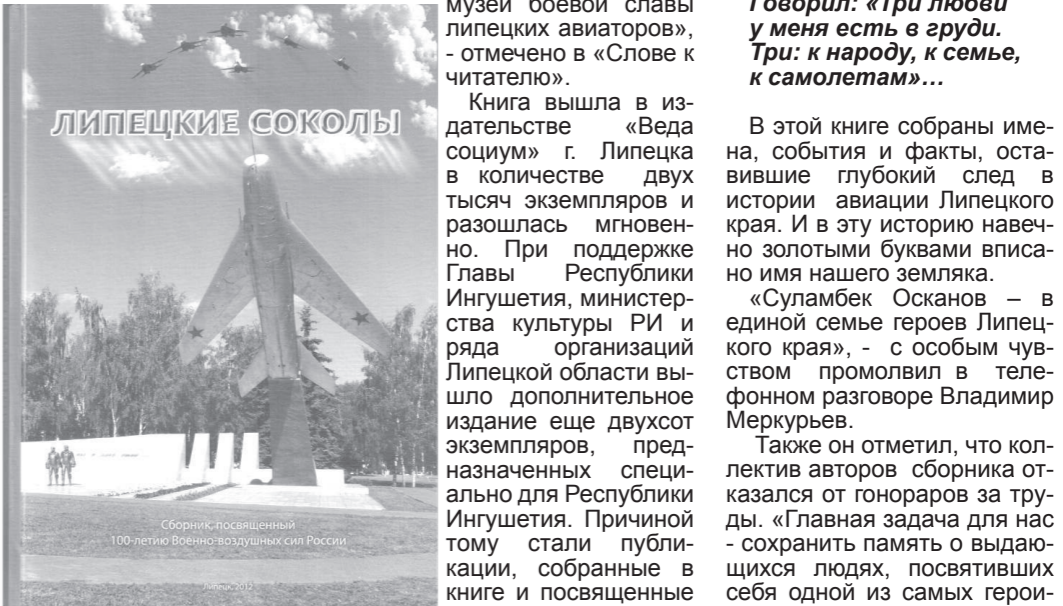 ЛИПЕЦКИЕ СОКОЛЫ
Сборник, посвященный
100-летию Военно-воздушных сил России
Липецк, 2012
музей боевой славы
липецких авиаторов»,
- отмечено в «Слове к
читателю».
Книга вышла в из-
дательстве «Веда
социум» г. Липецка
в количестве двух
тысяч экземпляров и
разошлась мгновен-
но. При поддержке
Главы Республики
Ингушетия, министер-
ства культуры РИ и
ряда организаций
Липецкой области вы-
шло дополнительное
издание еще двухсот
экземпляров, пред-
назначенных специ-
ально для Республики
Ингушетия. Причиной
тому стали публи-
кации, собранные в
книге и посвященные
Говорил: «Три любви
у меня есть в груди.
Три: к народу, к семье,
к самолетам»…
В этой книге собраны име-
на, события и факты, оста-
вившие глубокий след в
истории авиации Липецкого
края. И в эту историю навеч-
но золотыми буквами вписа-
но имя нашего земляка.
«Суламбек Осканов – в
единой семье героев Липец-
кого края», - с особым чув-
ством промолвил в теле-
фонном разговоре Владимир
Меркурьев.
Также он отметил, что кол-
лектив авторов сборника от-
казался от гонораров за тру-
ды. «Главная задача для нас
- сохранить память о выдаю-
щихся людях, посвятивших
себя одной из самых герои-